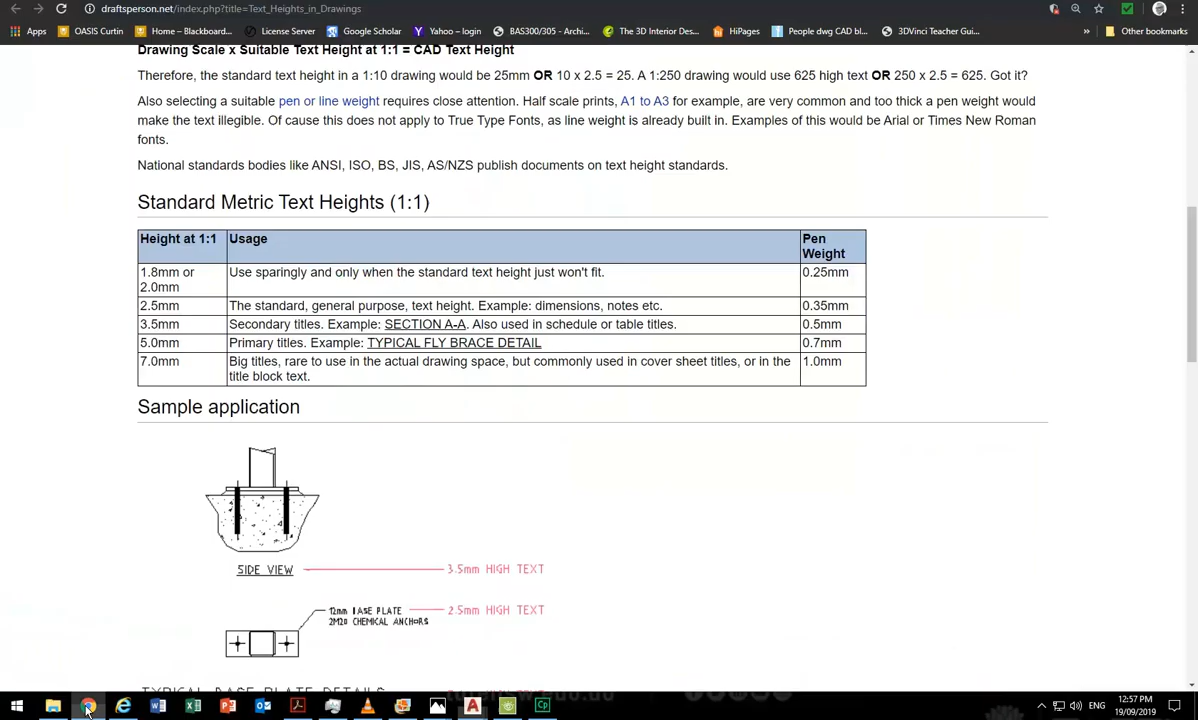 draftsperson.net/index.php?title=Text_Heights_in_Drawings
Apps OASIS Curtin Home – Blackboard... License Server Google Scholar Yahoo – login BAS300/305 - Archi... The 3D Interior Des... HiPages People dwg CAD bl... 3DVinci Teacher Gui... » Other bookmarks
Drawing Scale x Suitable Text Height at 1:1 = CAD Text Height
Therefore, the standard text height in a 1:10 drawing would be 25mm OR 10 x 2.5 = 25. A 1:250 drawing would use 625 high text OR 250 x 2.5 = 625. Got it?
Also selecting a suitable pen or line weight requires close attention. Half scale prints, A1 to A3 for example, are very common and too thick a pen weight would
make the text illegible. Of cause this does not apply to True Type Fonts, as line weight is already built in. Examples of this would be Arial or Times New Roman
fonts.
National standards bodies like ANSI, ISO, BS, JIS, AS/NZS publish documents on text height standards.
Standard Metric Text Heights (1:1)
Height at 1:1 Usage Pen
Weight
1.8mm or Use sparingly and only when the standard text height just won't fit. 0.25mm
2.0mm
2.5mm The standard, general purpose, text height. Example: dimensions, notes etc. 0.35mm
3.5mm Secondary titles. Example: SECTION A-A. Also used in schedule or table titles. 0.5mm
5.0mm Primary titles. Example: TYPICAL FLY BRACE DETAIL 0.7mm
7.0mm Big titles, rare to use in the actual drawing space, but commonly used in cover sheet titles, or in the 1.0mm
title block text.
Sample application
SIDE VIEW 3.5mm HIGH TEXT
12mm BASE PLATE 2.5mm HIGH TEXT
2M20 CHEMICAL ANCHORS
TYPICAL BASE PLATE DETAILS
ENG 12:57 PM
19/09/2019